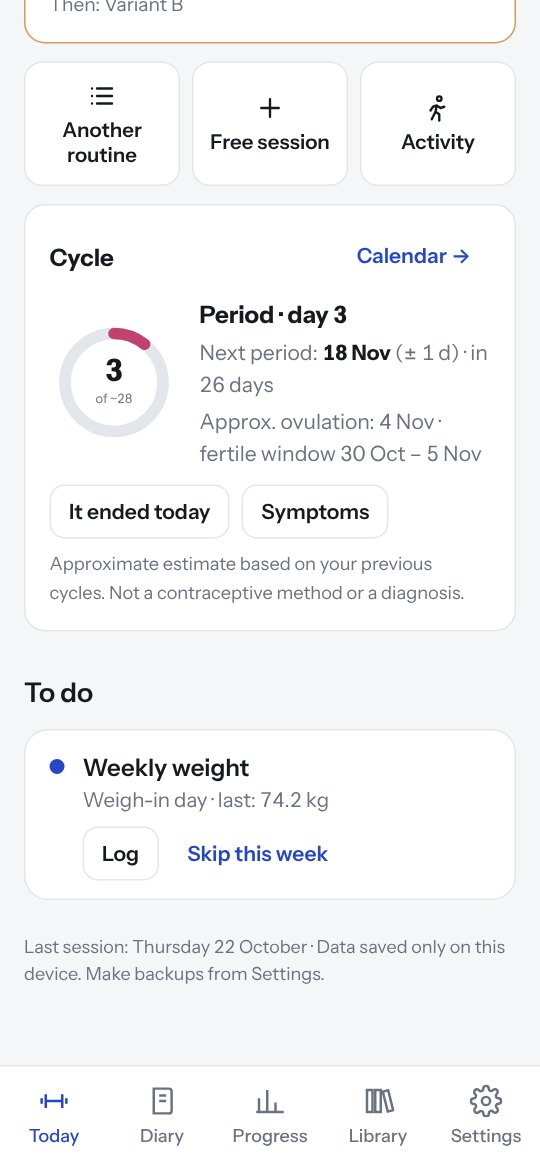 Then: Variant B
Another
routine
Free session
Activity
Cycle
Calendar →
3
of ~28
Period · day 3
Next period: 18 Nov (± 1 d) · in
26 days
Approx. ovulation: 4 Nov ·
fertile window 30 Oct – 5 Nov
It ended today
Symptoms
Approximate estimate based on your previous
cycles. Not a contraceptive method or a diagnosis.
To do
Weekly weight
Weigh-in day · last: 74.2 kg
Log
Skip this week
Last session: Thursday 22 October · Data saved only on this
device. Make backups from Settings.
Today
Diary
Progress
Library
Settings